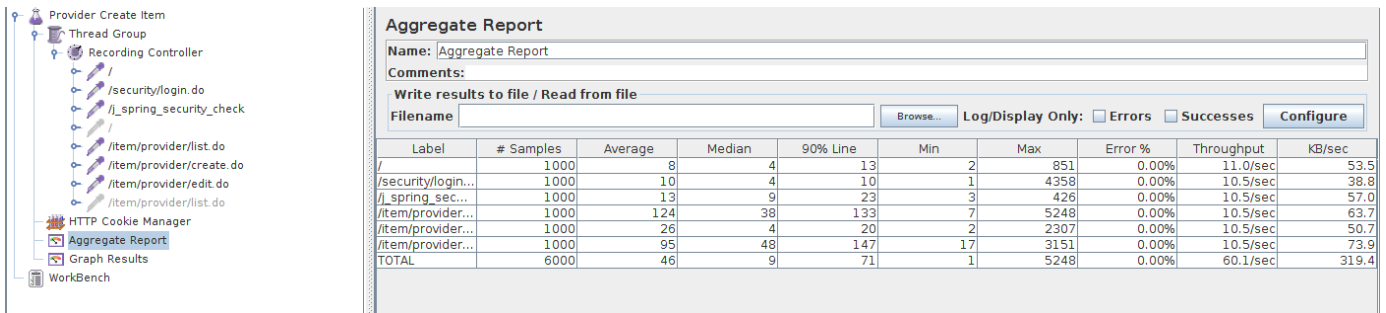 Provider Create Item
Thread Group
Recording Controller
/
/security/login.do
/j_spring_security_check
/
/item/provider/list.do
/item/provider/create.do
/item/provider/edit.do
/item/provider/list.do
HTTP Cookie Manager
Aggregate Report
Graph Results
WorkBench
Aggregate Report
Name: Aggregate Report
Comments:
Write results to file / Read from file
Filename Browse... Log/Display Only: Errors Successes Configure
Label # Samples Average Median 90% Line Min Max Error % Throughput KB/sec
/ 1000 8 4 13 2 851 0.00% 11.0/sec 53.5
/security/login... 1000 10 4 10 1 4358 0.00% 10.5/sec 38.8
/j_spring_sec... 1000 13 9 23 3 426 0.00% 10.5/sec 57.0
/item/provider... 1000 124 38 133 7 5248 0.00% 10.5/sec 63.7
/item/provider... 1000 26 4 20 2 2307 0.00% 10.5/sec 50.7
/item/provider... 1000 95 48 147 17 3151 0.00% 10.5/sec 73.9
TOTAL 6000 46 9 71 1 5248 0.00% 60.1/sec 319.4